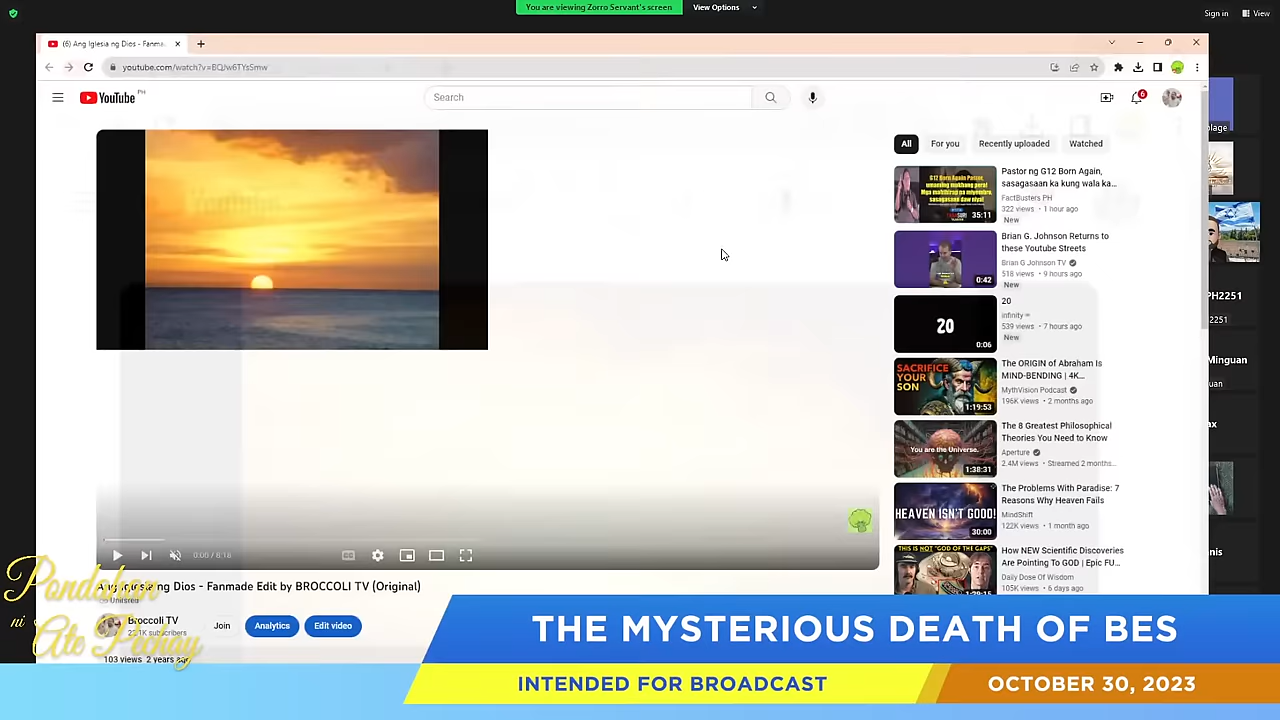 You are viewing Zorro Servant's screen
View Options
Sign in
View
(6) Ang Iglesia ng Dios - Fanma
youtube.com/watch?v=BQJw6TYsSmw
YouTube PH
Search
6
All
For you
Recently uploaded
Watched
G12 Born Again Pastor,
35:11
Pastor ng G12 Born Again,
sasagasaan ka kung wala ka...
FactBusters PH
322 views • 1 hour ago
New
0:42
Brian G. Johnson Returns to
these Youtube Streets
Brian G Johnson TV
518 views • 9 hours ago
New
20
0:06
20
infinity ∞
539 views • 7 hours ago
New
SACRIFICE
YOUR
SON
1:19:53
The ORIGIN of Abraham Is
MIND-BENDING | 4K...
MythVision Podcast
196K views • 2 months ago
You are the Universe.
1:38:31
The 8 Greatest Philosophical
Theories You Need to Know
Aperture
2.4M views • Streamed 2 months...
HEAVEN ISN'T GOOD!
30:00
The Problems With Paradise: 7
Reasons Why Heaven Fails
MindShift
122K views • 1 month ago
THIS IS NOT "GOD OF THE GAPS"
How NEW Scientific Discoveries
Are Pointing To GOD | Epic FU...
Daily Dose Of Wisdom
105K views • 6 days ago
PH2251
2251
Minguan
0:00 / 8:18
Ang Iglesia ng Dios - Fanmade Edit by BROCCOLI TV (Original)
Unlisted
Broccoli TV
subscribers
Join
Analytics
Edit video
103 views 2 years ago
ni
THE MYSTERIOUS DEATH OF BES
INTENDED FOR BROADCAST
OCTOBER 30, 2023